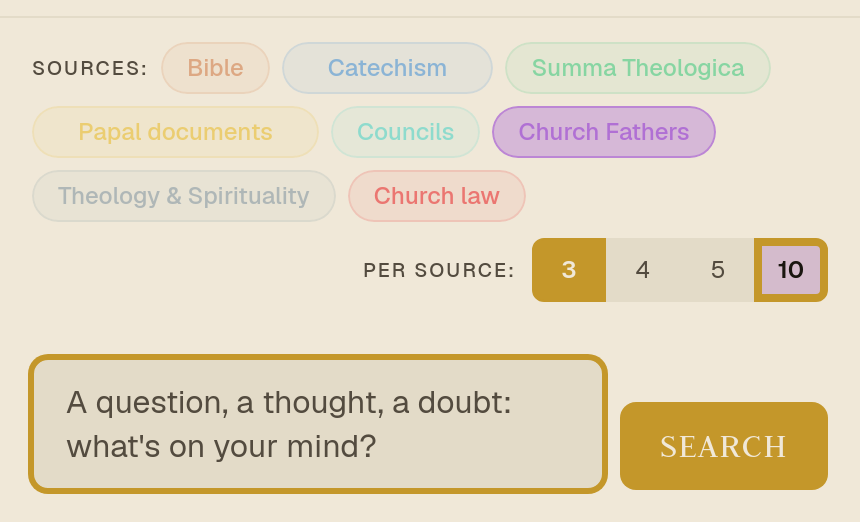 SOURCES: Bible Catechism Summa Theologica
Papal documents Councils Church Fathers
Theology & Spirituality Church law
PER SOURCE: 3 4 5 10
A question, a thought, a doubt:
what's on your mind?
SEARCH